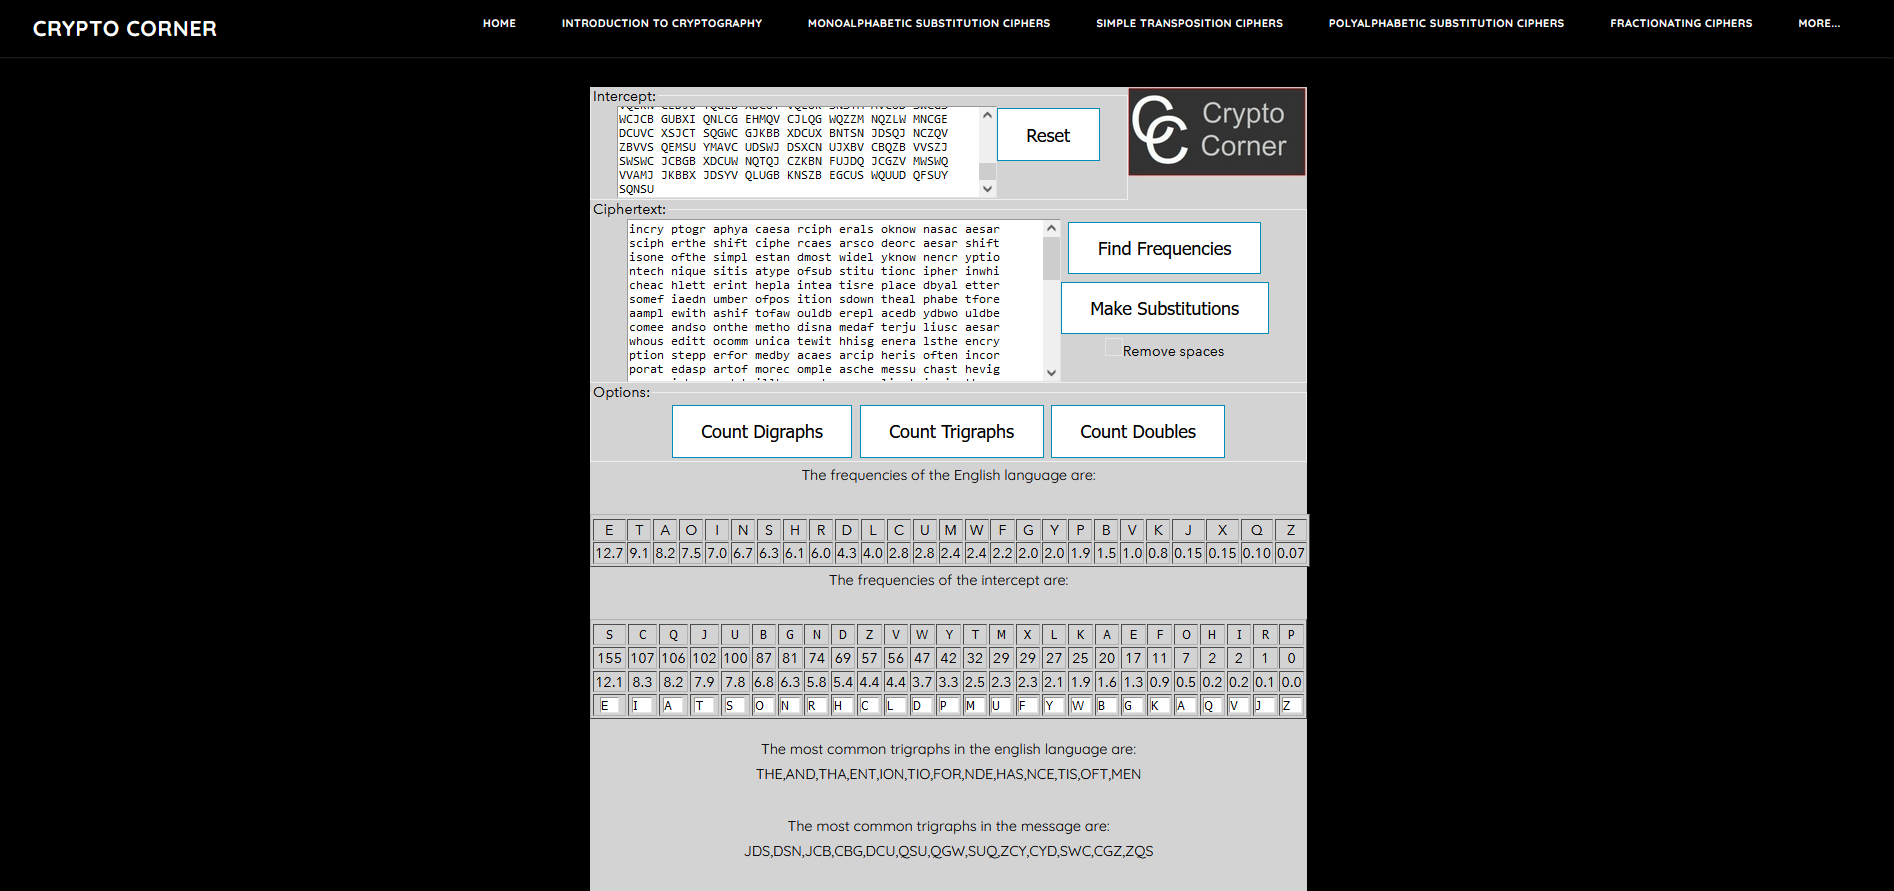 CRYPTO CORNER
HOME INTRODUCTION TO CRYPTOGRAPHY MONOALPHABETIC SUBSTITUTION CIPHERS SIMPLE TRANSPOSITION CIPHERS POLYALPHABETIC SUBSTITUTION CIPHERS FRACTIONATING CIPHERS MORE...
Intercept:
WCJCB GUBXI QNLCG EHMQV CJLQG WQZZM NQZLW MNCGE
DCUVC XSJCT SQGWC GJKBB XDCUX BNTSN JDSQJ NCZQV
ZBVVS QEMSU YMAVC UDSWJ DSXCN UJXBV CBQZB VVSZJ
SWSWC JCBGB XDCUW NQTQJ CZKBN FUJDQ JCGZV MWSWQ
VVAMJ JKBBX JDSYV QLUGB KNSZB EGCUS WQUUD QFSUY
SQNSU
Reset
Crypto
Corner
Ciphertext:
incry ptogr aphya caesa rciph erals oknow nasac aesar
sciph erthe shift ciphe rcaes arsco deorc aesar shift
isone ofthe simpl estan dmost widel yknow nencr yptio
ntech nique sitis atype ofsub stitu tionc ipher inwhi
cheac hlett erint hepla intea tisre place dbyal etter
somef iaedn umber ofpos ition sdown theal phabe tfore
aampl ewith ashif tofaw ouldb erepl acedb ydbwo uldbe
comee andso onthe metho disna medaf terju liusc aesar
whous editt ocomm unica tewit hhisg enera lsthe encry
ption stepp erfor medby acaes arcip heris often incor
porat edasp artof morec omple asche messu chast hevig
Find Frequencies
Make Substitutions
Remove spaces
Options:
Count Digraphs Count Trigraphs Count Doubles
The frequencies of the English language are:
E T A O I N S H R D L C U M W F G Y P B V K J X Q Z
12.7 9.1 8.2 7.5 7.0 6.7 6.3 6.1 6.0 4.3 4.0 2.8 2.8 2.4 2.4 2.2 2.0 2.0 1.9 1.5 1.0 0.8 0.15 0.15 0.10 0.07
The frequencies of the intercept are:
S C Q J U B G N D Z V W Y T M X L K A E F O H I R P
155 107 106 102 100 87 81 74 69 57 56 47 42 32 29 29 27 25 20 17 11 7 2 2 1 0
12.1 8.3 8.2 7.9 7.8 6.8 6.3 5.8 5.4 4.4 4.4 3.7 3.3 2.5 2.3 2.3 2.1 1.9 1.6 1.3 0.9 0.5 0.2 0.2 0.1 0.0
E I A T S O N R H C L D P M U F Y W B G K A Q V J Z
The most common trigraphs in the english language are:
THE,AND,THA,ENT,ION,TIO,FOR,NDE,HAS,NCE,TIS,OFT,MEN
The most common trigraphs in the message are:
JDS,DSN,JCB,CBG,DCU,QSU,QGW,SUQ,ZCY,CYD,SWC,CGZ,ZQS